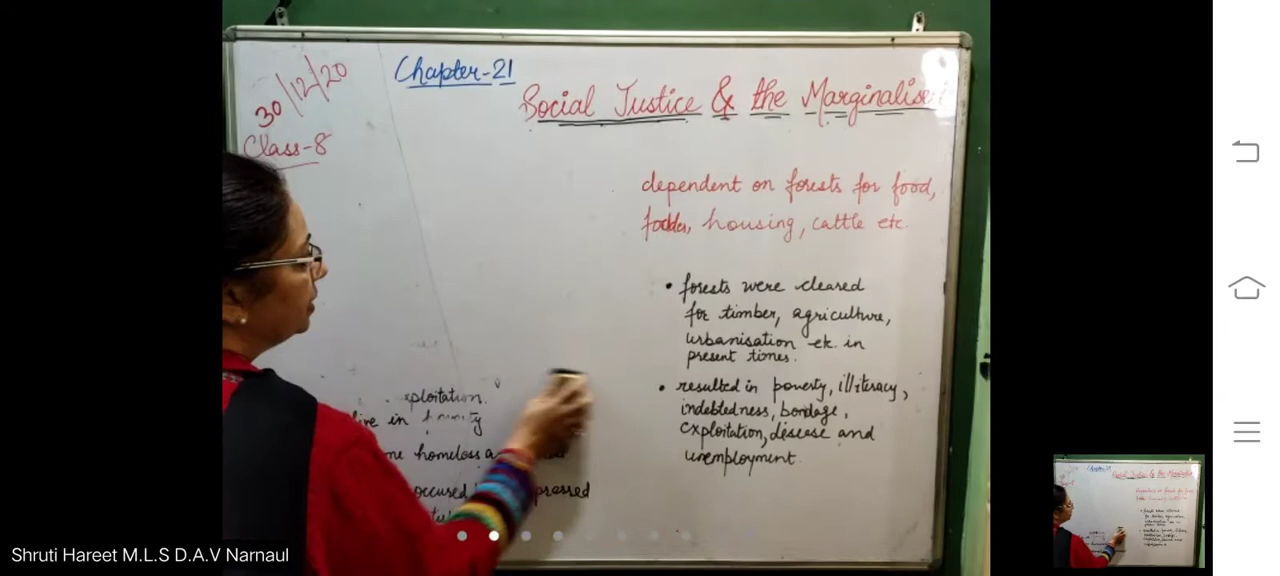 30/12/20
Class-8
Chapter-21
Social Justice & the Marginalised
dependent on forests for food,
fodder, housing, cattle etc.
• forests were cleared
for timber, agriculture,
urbanisation etc. in
present times.
• resulted in poverty, illiteracy,
indebtedness, bondage,
exploitation, disease and
unemployment.
xploitation.
live in
me homeless a
occused pressed
Shruti Hareet M.L.S D.A.V Narnaul